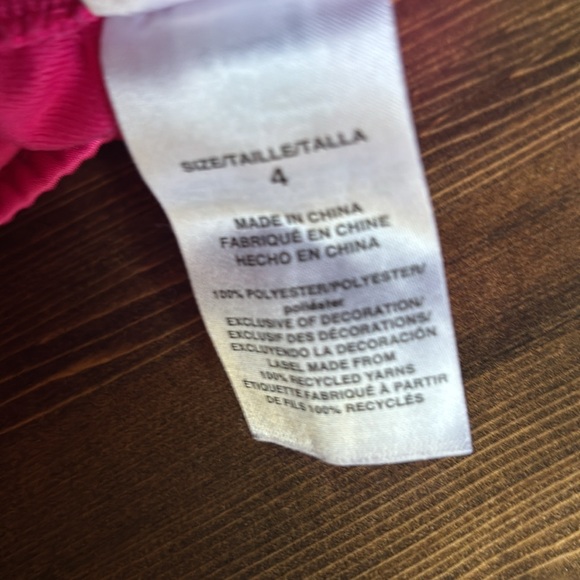 SIZE/TAILLE/TALLA
4
MADE IN CHINA
FABRIQUÉ EN CHINE
HECHO EN CHINA
100% POLYESTER/POLYESTER/
poliéster
EXCLUSIVE OF DECORATION/
EXCLUSIF DES DÉCORATIONS/
EXCLUYENDO LA DECORACIÓN
LABEL MADE FROM
100% RECYCLED YARNS
ÉTIQUETTE FABRIQUÉ À PARTIR
DE FILS 100% RECYCLÉS